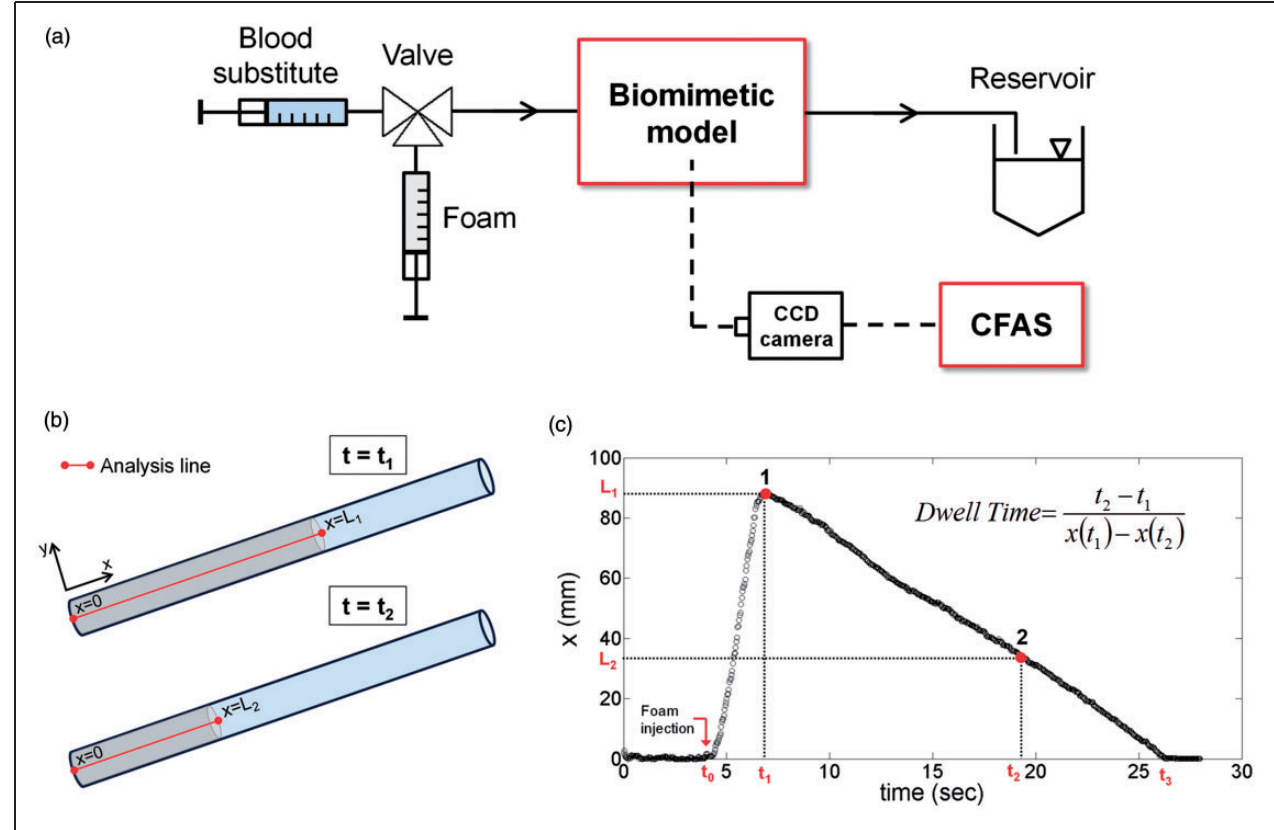 (a)
Blood
substitute
Valve
Foam
Biomimetic
model
Reservoir
CCD
camera
CFAS
(b)
Analysis line
t = t₁
y
x
x=0
x=L₁
t = t₂
x=0
x=L₂
(c)
x (mm)
100
80
60
40
20
0
L₁
L₂
1
2
Dwell Time= t₂ − t₁ / x(t₁) − x(t₂)
Foam
injection
t₀
t₁
t₂
t₃
0
5
10
15
20
25
30
time (sec)